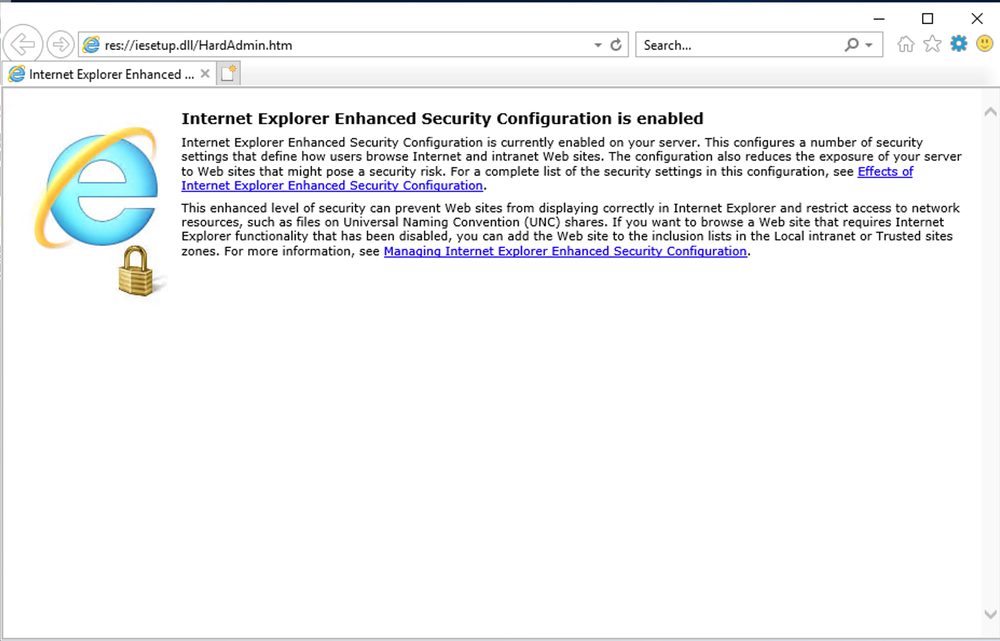 res://iesetup.dll/HardAdmin.htm
Search...
Internet Explorer Enhanced ...
Internet Explorer Enhanced Security Configuration is enabled
Internet Explorer Enhanced Security Configuration is currently enabled on your server. This configures a number of security
settings that define how users browse Internet and intranet Web sites. The configuration also reduces the exposure of your server
to Web sites that might pose a security risk. For a complete list of the security settings in this configuration, see Effects of
Internet Explorer Enhanced Security Configuration.
This enhanced level of security can prevent Web sites from displaying correctly in Internet Explorer and restrict access to network
resources, such as files on Universal Naming Convention (UNC) shares. If you want to browse a Web site that requires Internet
Explorer functionality that has been disabled, you can add the Web site to the inclusion lists in the Local intranet or Trusted sites
zones. For more information, see Managing Internet Explorer Enhanced Security Configuration.